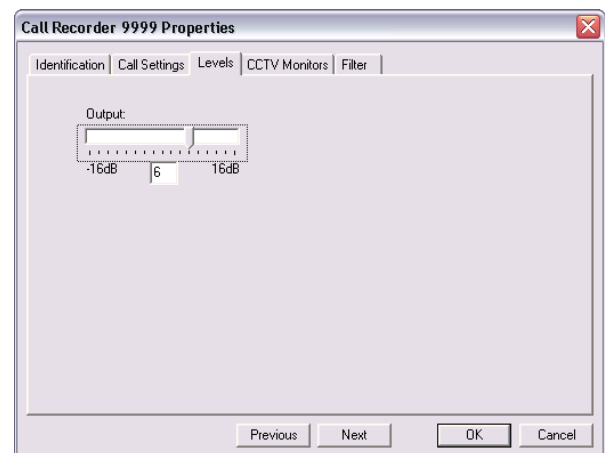 Call Recorder 9999 Properties
Identification Call Settings Levels CCTV Monitors Filter
Output:
-16dB 6 16dB
Previous Next OK Cancel